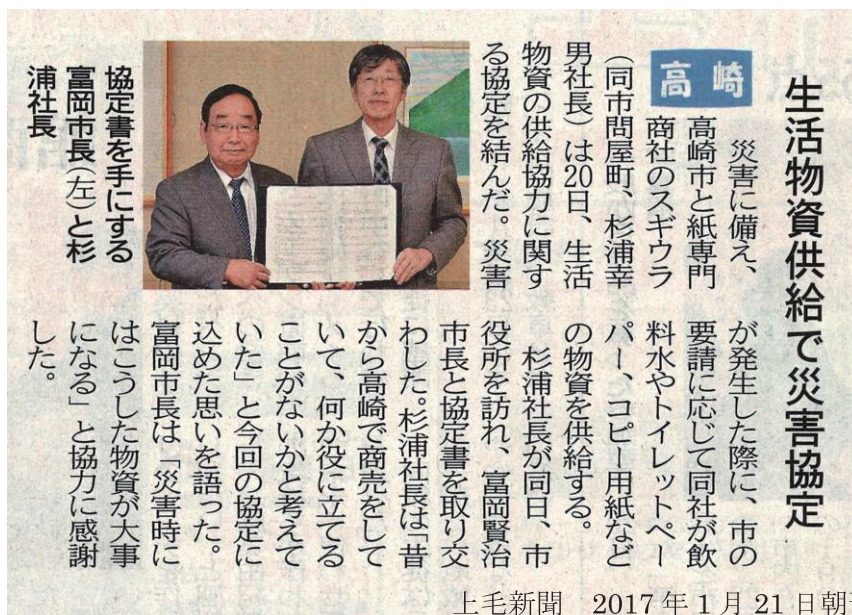 生活物資供給で災害協定
高崎
災害に備え、
高崎市と紙専門
商社のスギウラ
（同市問屋町、杉浦幸
男社長）は20日、生活
物資の供給協力に関す
る協定を結んだ。災害
が発生した際に、市の
要請に応じて同社が飲
料水やトイレットペー
パー、コピー用紙など
の物資を供給する。
杉浦社長が同日、市
役所を訪れ、富岡賢治
市長と協定書を取り交
わした。杉浦社長は「昔
から高崎で商売をして
いて、何か役に立てる
ことがないかと考えて
いた」と今回の協定に
込めた思いを語った。
富岡市長は「災害時に
はこうした物資が大事
になる」と協力に感謝
した。
協定書を手にする
富岡市長（左）と杉
浦社長
上毛新聞　2017年1月21日朝